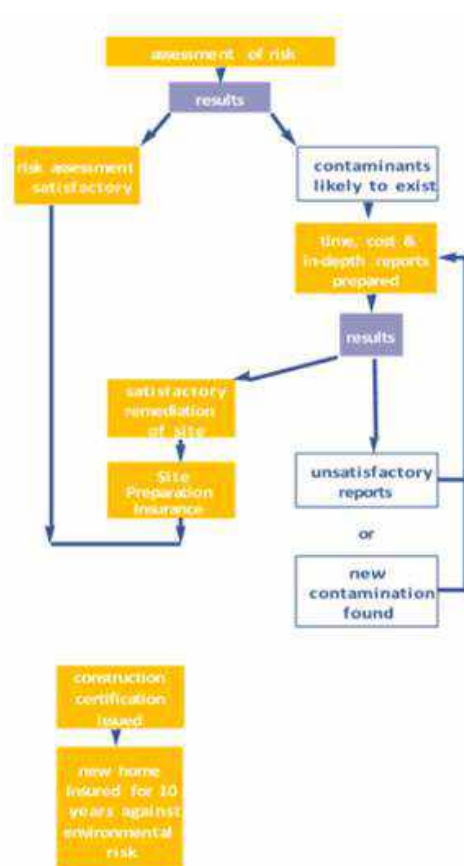 assessment of risk
results
risk assessment
satisfactory
contaminants
likely to exist
time, cost &
in-depth reports
prepared
results
satisfactory
remediation
of site
Site
Preparation
Insurance
unsatisfactory
reports
or
new
contamination
found
construction
certification
issued
new home
insured for 10
years against
environmental
risk